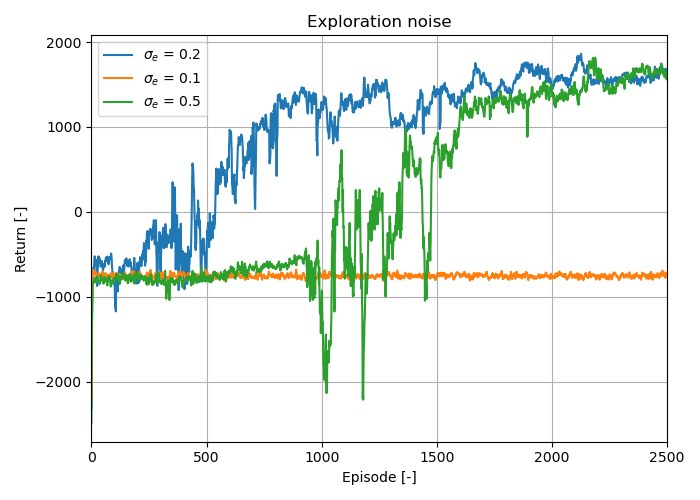 Exploration noise
σe = 0.2
σe = 0.1
σe = 0.5
2000
1000
0
−1000
−2000
Return [-]
0 500 1000 1500 2000 2500
Episode [-]